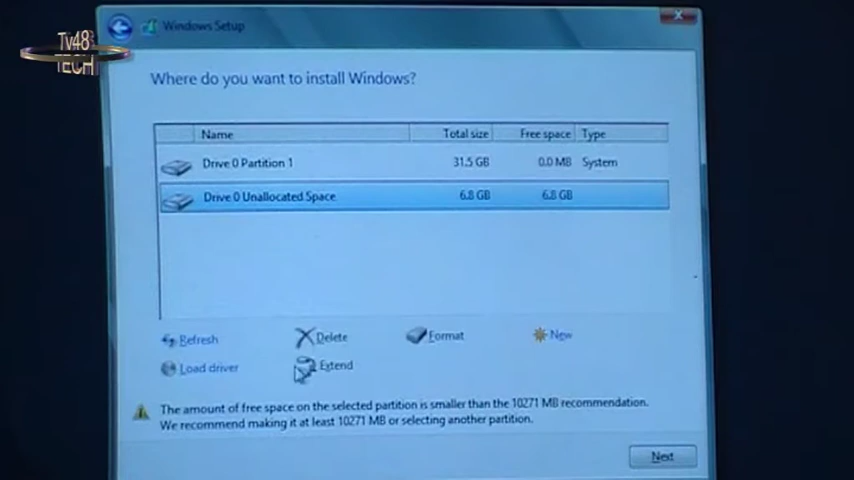 Tv48
TECH
Windows Setup
Where do you want to install Windows?
Name Total size Free space Type
Drive 0 Partition 1 31.5 GB 0.0 MB System
Drive 0 Unallocated Space 6.8 GB 6.8 GB
Refresh Delete Format New
Load driver Extend
The amount of free space on the selected partition is smaller than the 10271 MB recommendation.
We recommend making it at least 10271 MB or selecting another partition.
Next